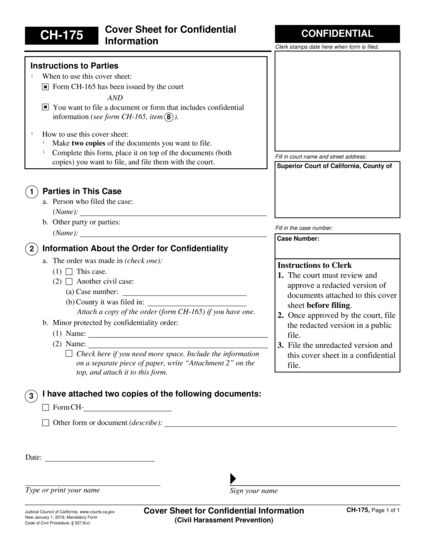 CH-175
Cover Sheet for Confidential
Information
CONFIDENTIAL
Clerk stamps date here when form is filed.
Instructions to Parties
When to use this cover sheet:
Form CH-165 has been issued by the court
AND
You want to file a document or form that includes confidential
information (see form CH-165, item 8).
How to use this cover sheet:
Make two copies of the documents you want to file.
Complete this form, place it on top of the documents (both
copies) you want to file, and file them with the court.
Fill in court name and street address:
Superior Court of California, County of
Fill in the case number:
Case Number:
Instructions to Clerk
1. The court must review and
approve a redacted version of
documents attached to this cover
sheet before filing.
2. Once approved by the court, file
the redacted version in a public
file.
3. File the unredacted version and
this cover sheet in a confidential
file.
1 Parties in This Case
a. Person who filed the case:
(Name):
b. Other party or parties:
(Name):
2 Information About the Order for Confidentiality
a. The order was made in (check one):
(1) This case.
(2) Another civil case:
(a) Case number:
(b) County it was filed in:
Attach a copy of the order (form CH-165) if you have one.
b. Minor protected by confidentiality order:
(1) Name:
(2) Name:
Check here if you need more space. Include the information
on a separate piece of paper, write "Attachment 2" on the
top, and attach it to this form.
3 I have attached two copies of the following documents:
Form CH-
Other form or document (describe):
Date:
Type or print your name
Sign your name
Judicial Council of California, www.courts.ca.gov
New January 1, 2019, Mandatory Form
Code of Civil Procedure, § 527.6(v)
Cover Sheet for Confidential Information
(Civil Harassment Prevention)
CH-175, Page 1 of 1